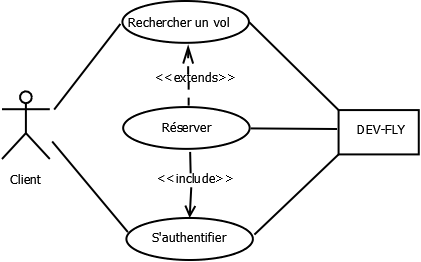 Rechercher un vol
<<extends>>
Réserver
DEV-FLY
Client
<<include>>
S'authentifier